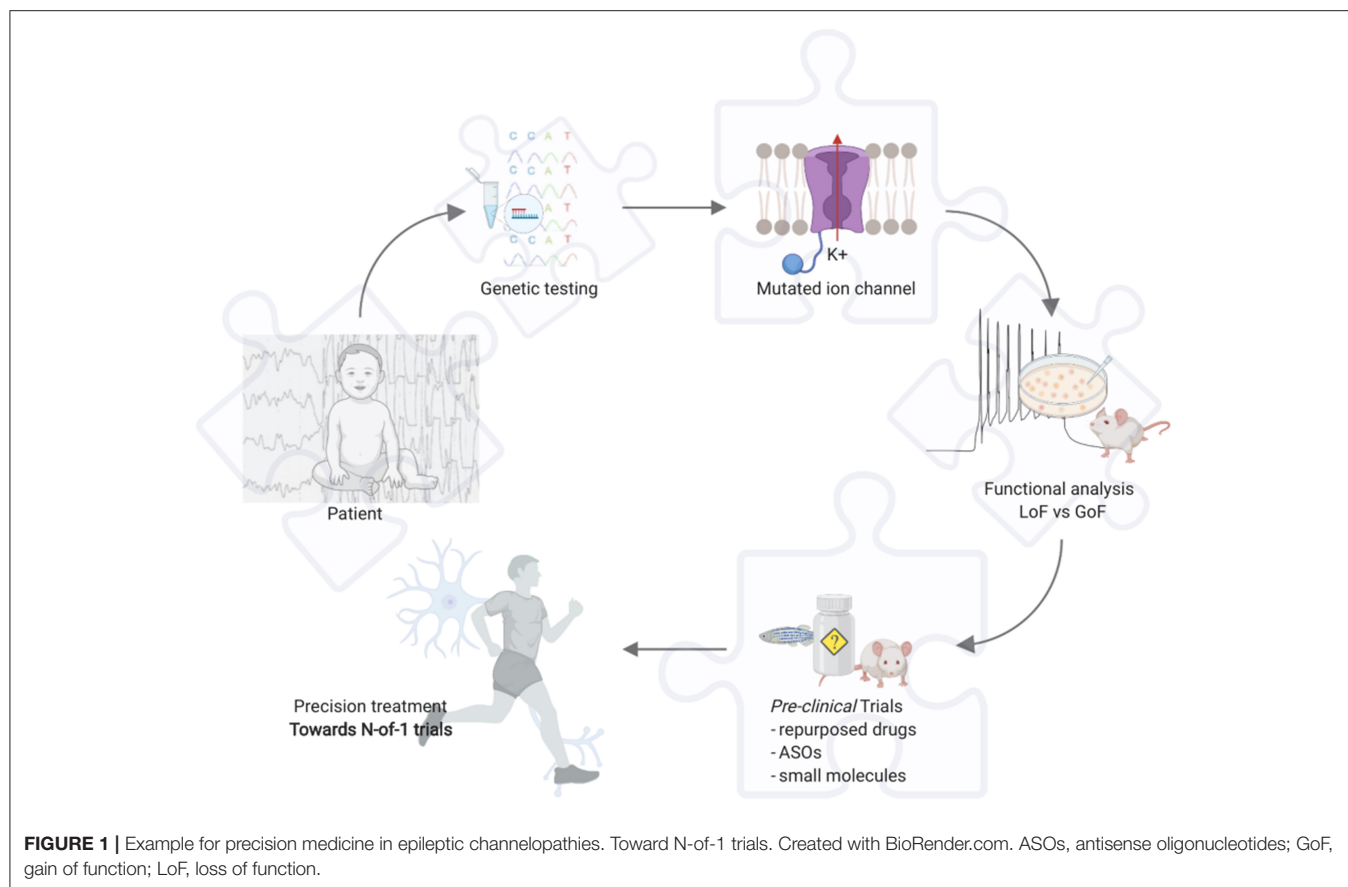 C C A T
C C A T
A T
C C A T
Genetic testing
K+
Mutated ion channel
Patient
Functional analysis
LoF vs GoF
?
Pre-clinical Trials
- repurposed drugs
- ASOs
- small molecules
Precision treatment
Towards N-of-1 trials
FIGURE 1 | Example for precision medicine in epileptic channelopathies. Toward N-of-1 trials. Created with BioRender.com. ASOs, antisense oligonucleotides; GoF,
gain of function; LoF, loss of function.